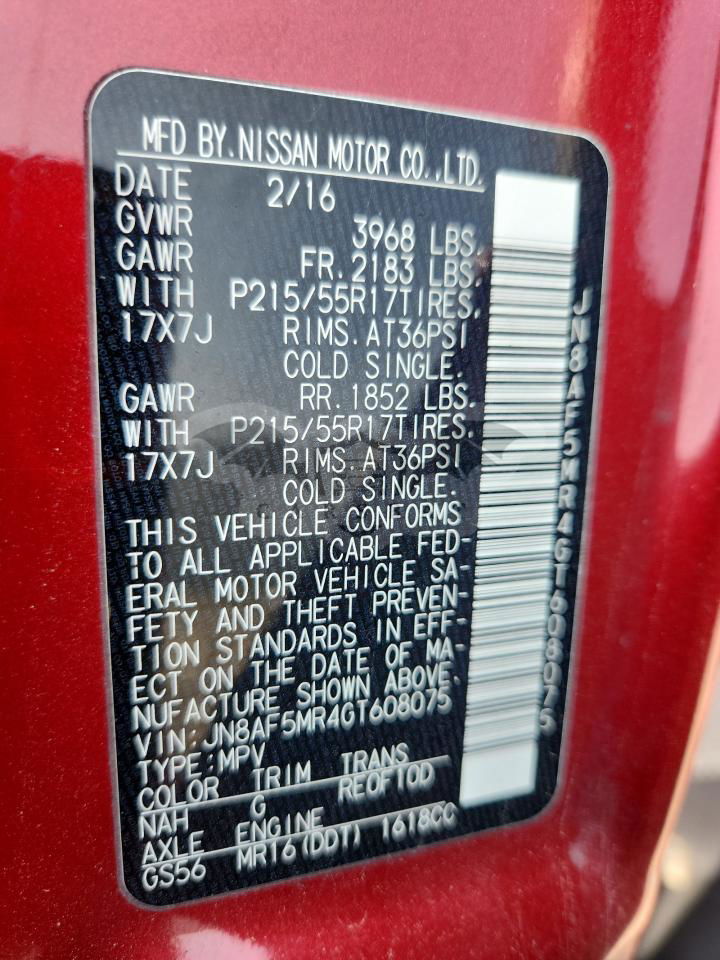 MFD BY.NISSAN MOTOR CO.,LTD.
DATE 2/16
GVWR 3968 LBS.
GAWR FR.2183 LBS.
WITH P215/55R17TIRES.
17X7J RIMS.AT36PSI
COLD SINGLE.
GAWR RR.1852 LBS.
WITH P215/55R17TIRES.
17X7J RIMS.AT36PSI
COLD SINGLE.
THIS VEHICLE CONFORMS
TO ALL APPLICABLE FED-
ERAL MOTOR VEHICLE SA-
FETY AND THEFT PREVEN-
TION STANDARDS IN EFF-
ECT ON THE DATE OF MA-
NUFACTURE SHOWN ABOVE.
VIN:JN8AF5MR4GT608075
TYPE:MPV
COLOR TRIM TRANS
NAH G RE0F10D
AXLE ENGINE
GS56 MR16(DDT) 1618CC
JN8AF5MR4GT608075